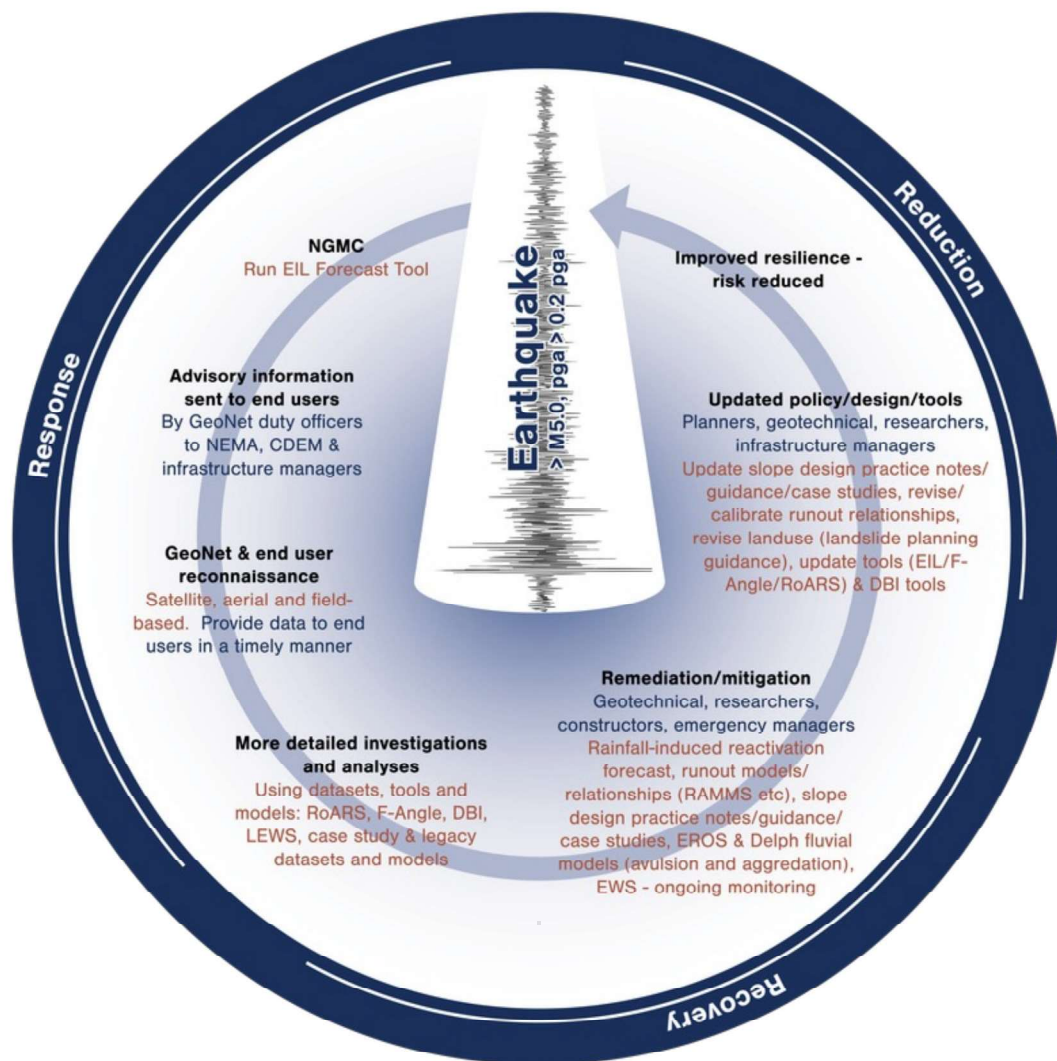 Response
Reduction
Recovery
Earthquake
> M5.0, pga > 0.2 pga
NGMC
Run EIL Forecast Tool
Advisory information
sent to end users
By GeoNet duty officers
to NEMA, CDEM &
infrastructure managers
GeoNet & end user
reconnaissance
Satellite, aerial and field-
based. Provide data to end
users in a timely manner
More detailed investigations
and analyses
Using datasets, tools and
models: RoARS, F-Angle, DBI,
LEWS, case study & legacy
datasets and models
Remediation/mitigation
Geotechnical, researchers,
constructors, emergency managers
Rainfall-induced reactivation
forecast, runout models/
relationships (RAMMS etc), slope
design practice notes/guidance/
case studies, EROS & Delph fluvial
models (avulsion and aggredation),
EWS - ongoing monitoring
Updated policy/design/tools
Planners, geotechnical, researchers,
infrastructure managers
Update slope design practice notes/
guidance/case studies, revise/
calibrate runout relationships,
revise landuse (landslide planning
guidance), update tools (EIL/F-
Angle/RoARS) & DBI tools
Improved resilience -
risk reduced